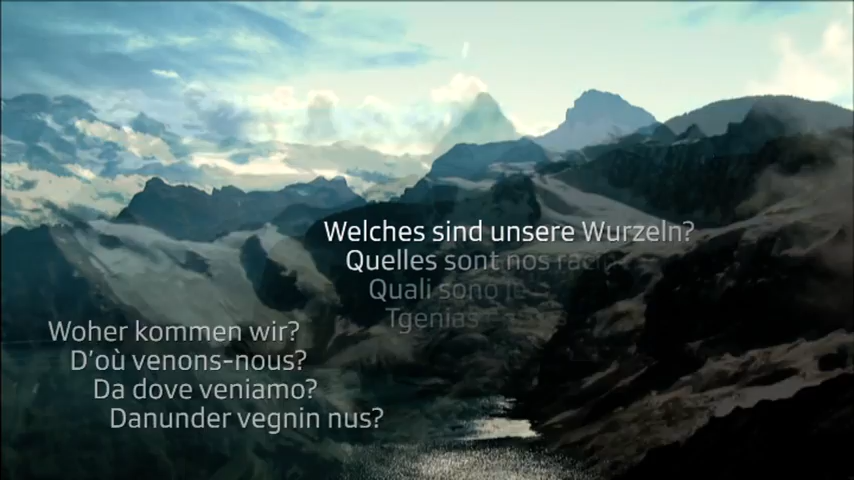 Welches sind unsere Wurzeln?
Quelles sont nos
Quali sono
Tgenias
Woher kommen wir?
D'où venons-nous?
Da dove veniamo?
Danunder vegnin nus?